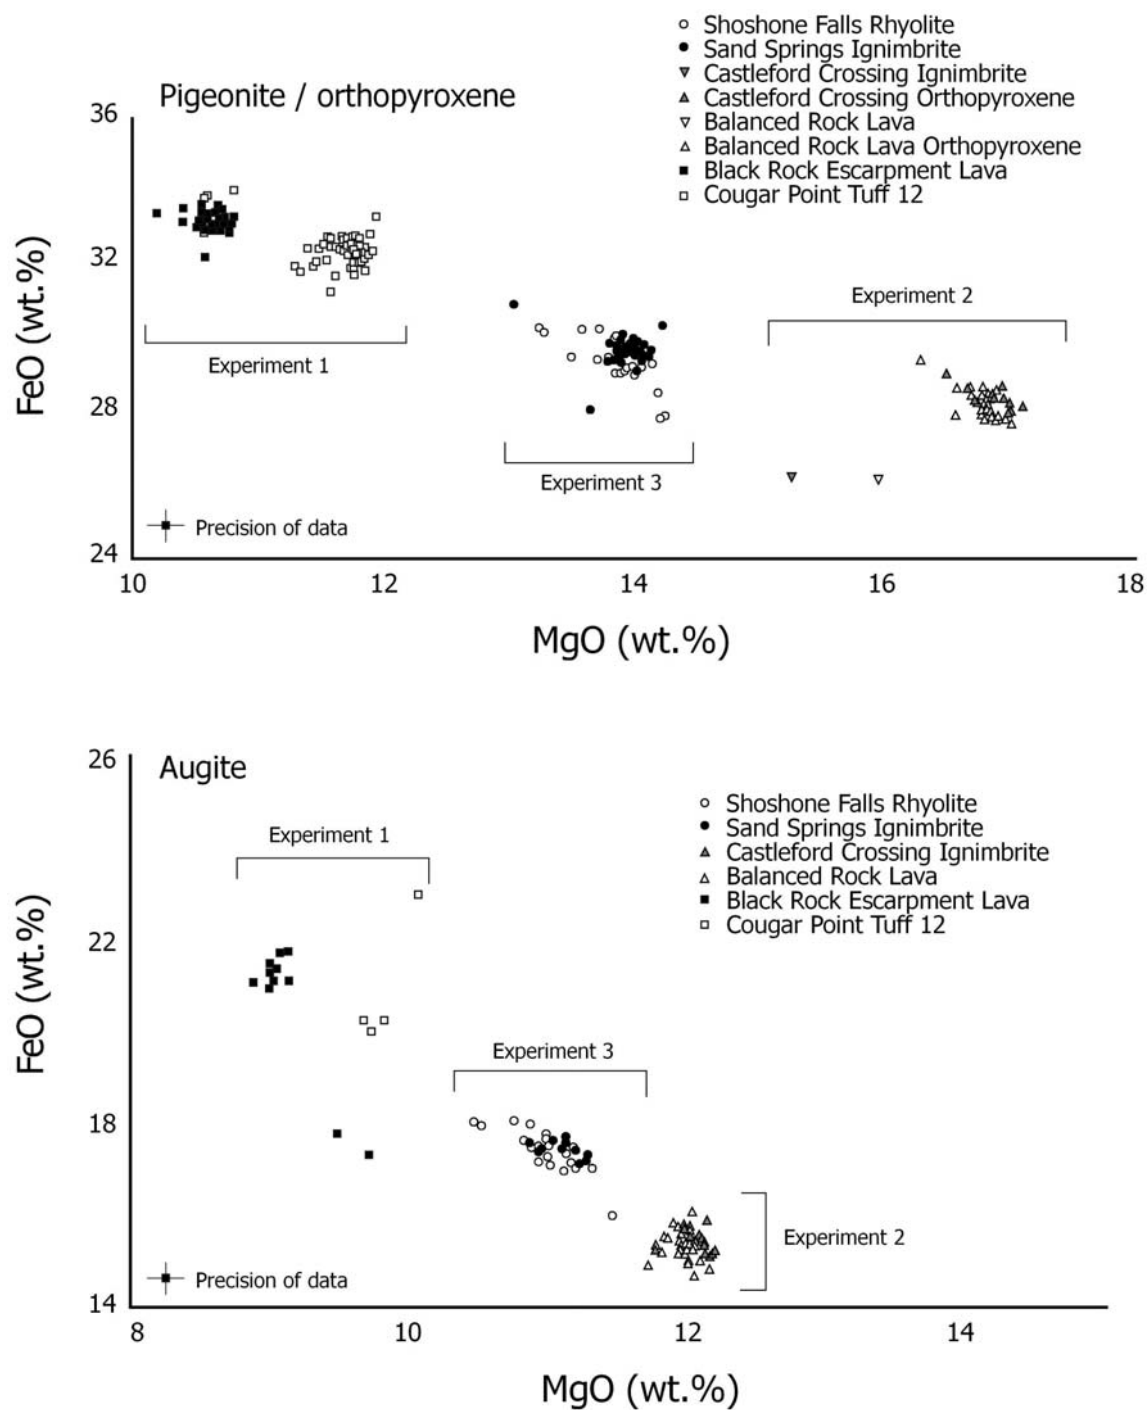 Pigeonite / orthopyroxene
Shoshone Falls Rhyolite
Sand Springs Ignimbrite
Castleford Crossing Ignimbrite
Castleford Crossing Orthopyroxene
Balanced Rock Lava
Balanced Rock Lava Orthopyroxene
Black Rock Escarpment Lava
Cougar Point Tuff 12
36
32
28
24
FeO (wt.%)
Experiment 1
Experiment 2
Experiment 3
Precision of data
10 12 14 16 18
MgO (wt.%)
Augite
Shoshone Falls Rhyolite
Sand Springs Ignimbrite
Castleford Crossing Ignimbrite
Balanced Rock Lava
Black Rock Escarpment Lava
Cougar Point Tuff 12
26
22
18
14
FeO (wt.%)
Experiment 1
Experiment 3
Experiment 2
Precision of data
8 10 12 14
MgO (wt.%)